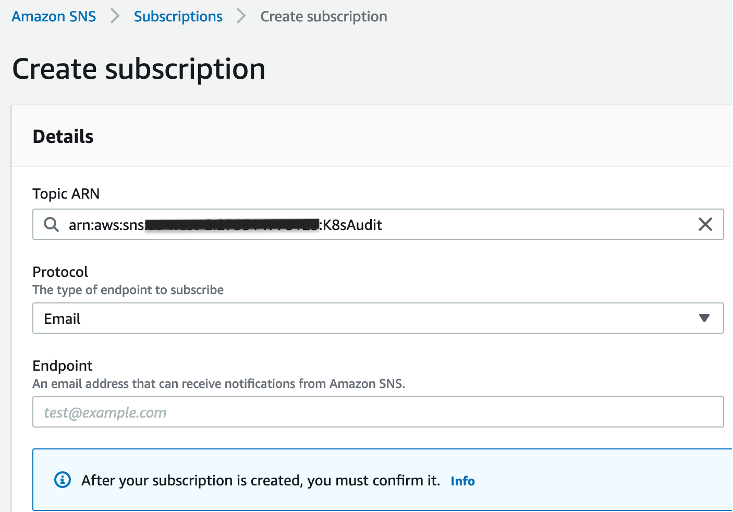 Amazon SNS > Subscriptions > Create subscription
Create subscription
Details
Topic ARN
arn:aws:sns :K8sAudit
Protocol
The type of endpoint to subscribe
Email
Endpoint
An email address that can receive notifications from Amazon SNS.
test@example.com
After your subscription is created, you must confirm it. Info